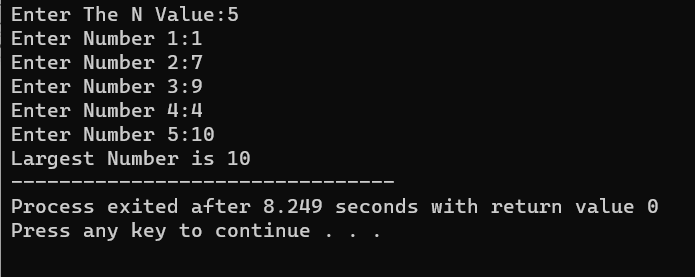 Enter The N Value:5
Enter Number 1:1
Enter Number 2:7
Enter Number 3:9
Enter Number 4:4
Enter Number 5:10
Largest Number is 10
--------------------------------
Process exited after 8.249 seconds with return value 0
Press any key to continue . . .